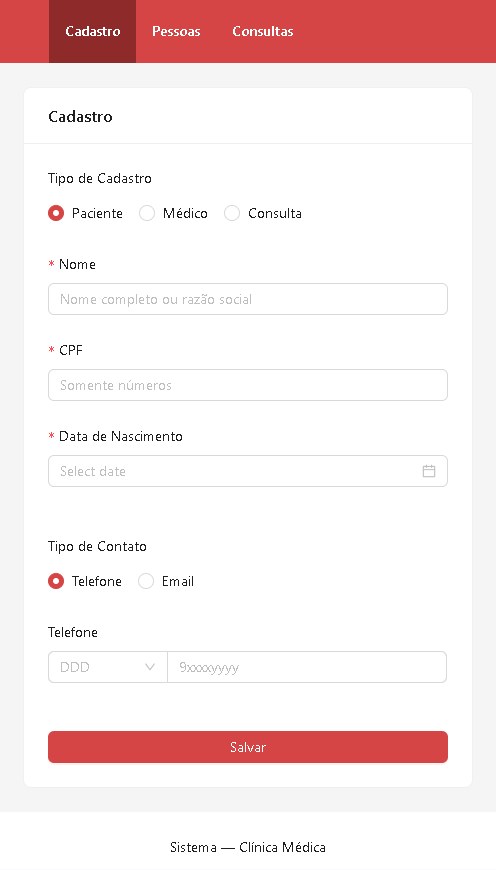 Cadastro Pessoas Consultas
Cadastro
Tipo de Cadastro
Paciente Médico Consulta
* Nome
Nome completo ou razão social
* CPF
Somente números
* Data de Nascimento
Select date
Tipo de Contato
Telefone Email
Telefone
DDD 9xxxxyyyy
Salvar
Sistema — Clínica Médica